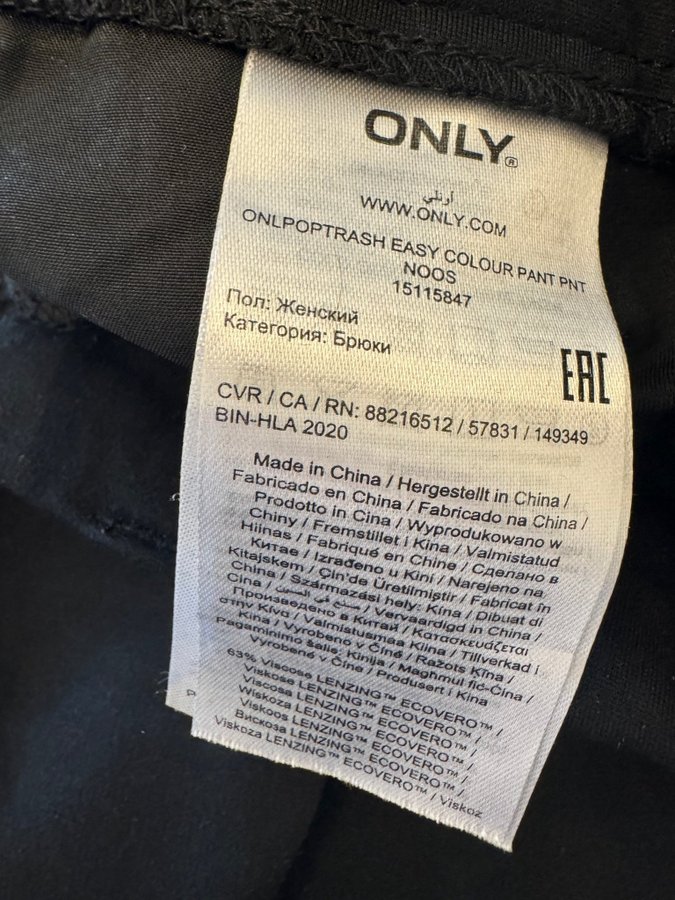 ONLY®
أونلي
WWW.ONLY.COM
ONLPOPTRASH EASY COLOUR PANT PNT
NOOS
15115847
Пол: Женский
Категория: Брюки
EAC
CVR / CA / RN: 88216512 / 57831 / 149349
BIN-HLA 2020
Made in China / Hergestellt in China /
Fabricado en China / Fabricado na China /
Prodotto in Cina / Wyprodukowano w
Chiny / Fremstillet i Kina / Valmistatud
Hiinas / Fabriqué en Chine / Сделано в
Китае / Izrađeno u Kini / Narejeno na
Kitajskem / Çin'de Üretilmiştir / Fabricat în
China / Származási hely: Kína / Dibuat di
Cina / صنع في الصين / Vervaardigd in China /
Произведено в Китай / Κατασκευάζεται
στην Κίνα / Valmistusmaa Kiina / Tillverkad i
Kina / Vyrobeno v Číně / Ražots Ķīna /
Pagaminimo šalis: Kinija / Maghmul fiċ-Ċina /
Vyrobené v Číne / Produsert i Kina
63% Viscose LENZING™ ECOVERO™ /
Viskose LENZING™ ECOVERO™ /
Viscosa LENZING™ ECOVERO™ /
Wiskoza LENZING™ ECOVERO™ /
Viskoos LENZING™ ECOVERO™ /
Вискоза LENZING™ ECOVERO™ /
Viskoza LENZING™ ECOVERO™ / Viskoz